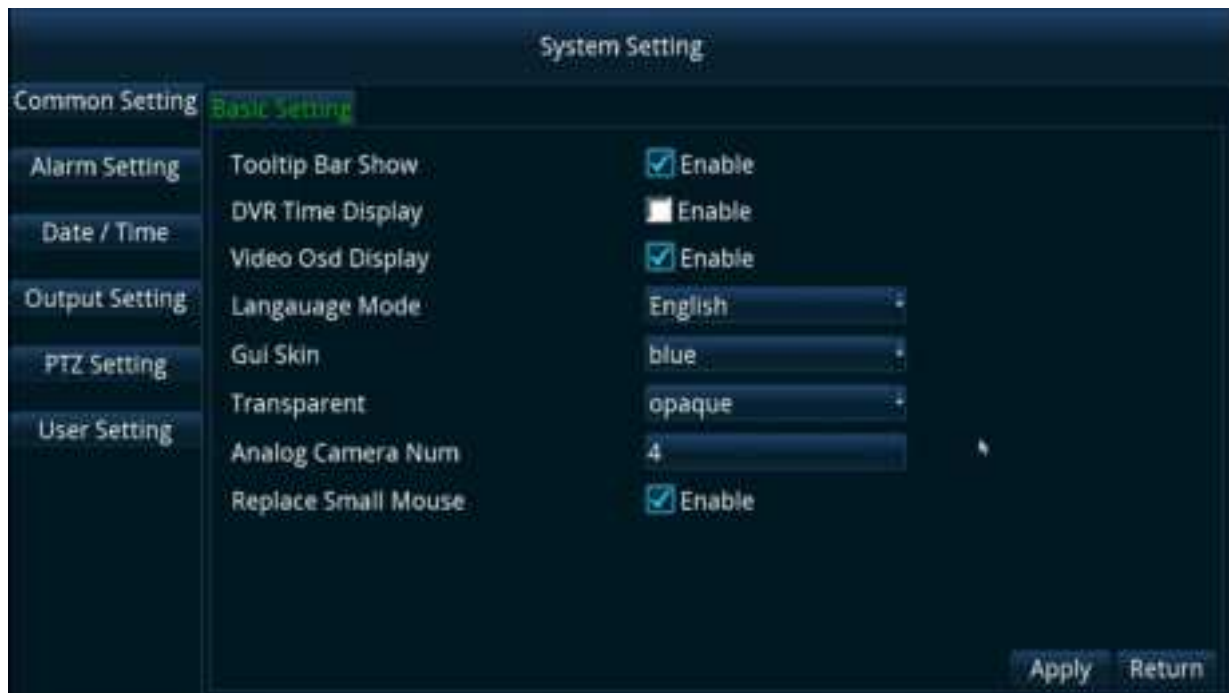 System Setting
Common Setting
Basic Setting
Alarm Setting
Date / Time
Output Setting
PTZ Setting
User Setting
Tooltip Bar Show Enable
DVR Time Display Enable
Video Osd Display Enable
Langauage Mode English
Gui Skin blue
Transparent opaque
Analog Camera Num 4
Replace Small Mouse Enable
Apply Return